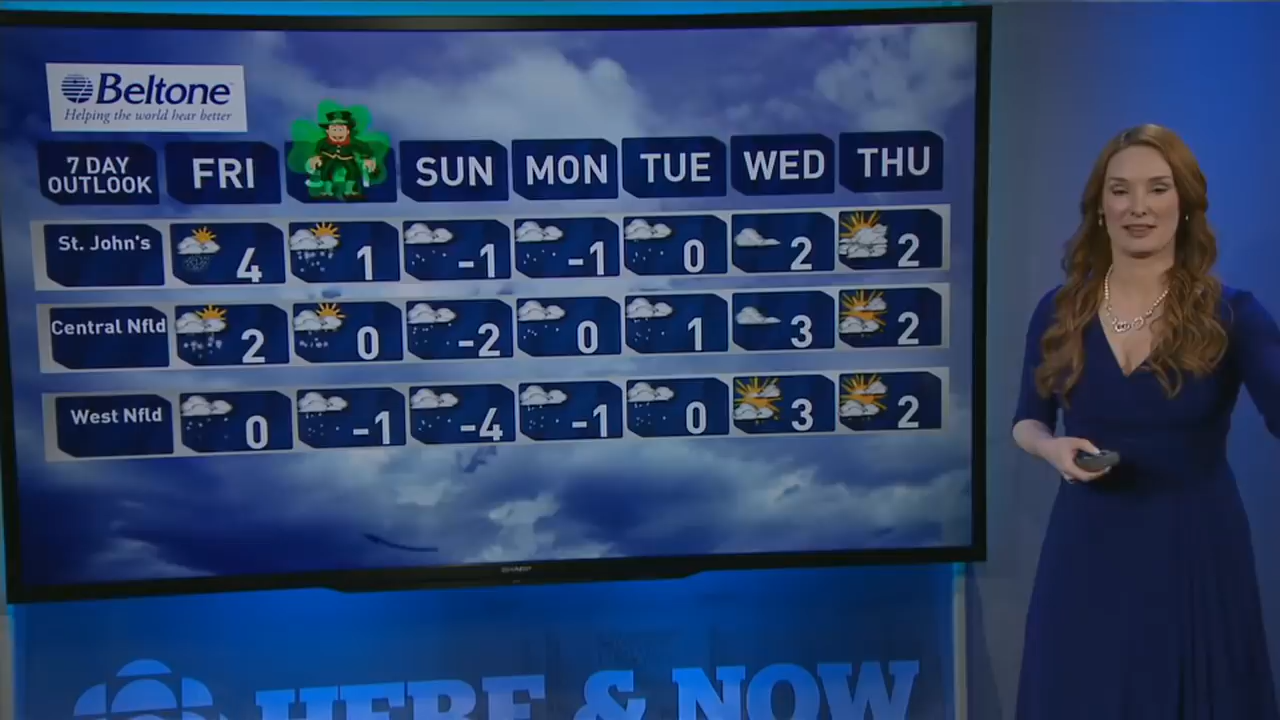 Beltone™
Helping the world hear better
7 DAY
OUTLOOK
FRI
SUN
MON
TUE
WED
THU
St. John's
4
1
-1
-1
0
2
2
Central Nfld
2
0
-2
0
1
3
2
West Nfld
0
-1
-4
-1
0
3
2
SHARP
HERE & NOW